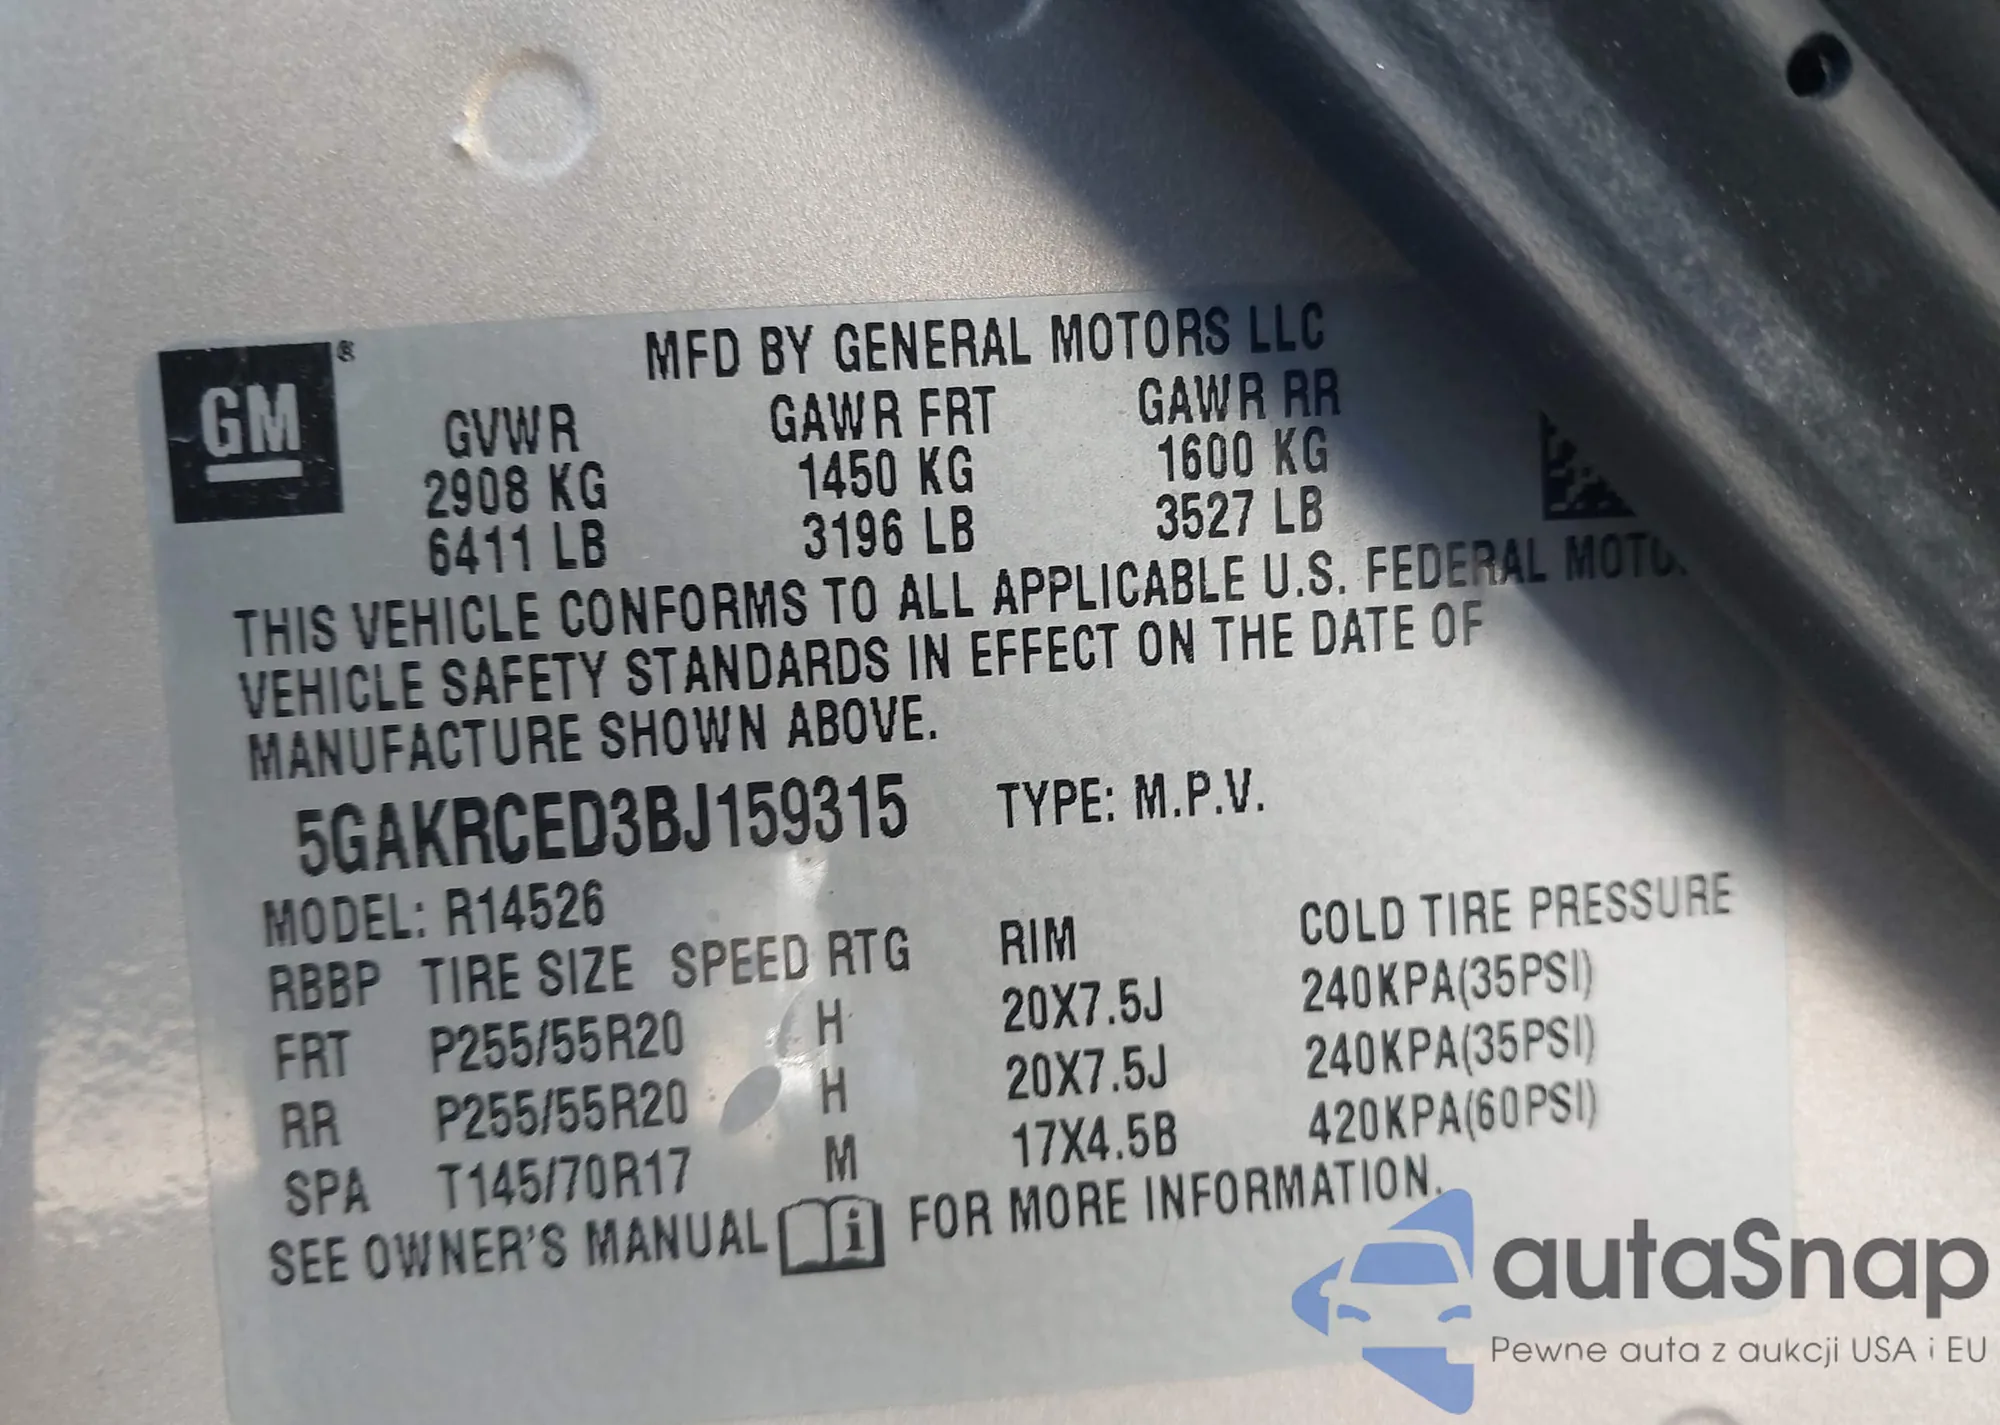 GM ®
MFD BY GENERAL MOTORS LLC
GVWR GAWR FRT GAWR RR
2908 KG 1450 KG 1600 KG
6411 LB 3196 LB 3527 LB
THIS VEHICLE CONFORMS TO ALL APPLICABLE U.S. FEDERAL
VEHICLE SAFETY STANDARDS IN EFFECT ON THE DATE OF
MANUFACTURE SHOWN ABOVE.
5GAKRCED3BJ159315 TYPE: M.P.V.
MODEL: R14526
RBBP TIRE SIZE SPEED RTG RIM COLD TIRE PRESSURE
FRT P255/55R20 H 20X7.5J 240KPA(35PSI)
RR P255/55R20 H 20X7.5J 240KPA(35PSI)
SPA T145/70R17 M 17X4.5B 420KPA(60PSI)
SEE OWNER'S MANUAL i FOR MORE INFORMATION.
autaSnap
Pewne auta z aukcji USA i EU